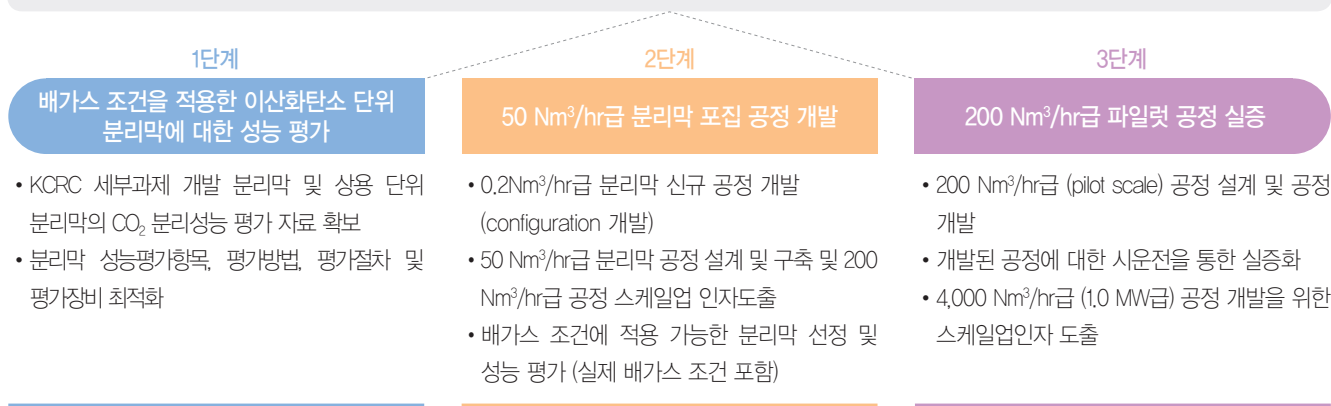 1단계
배가스 조건을 적용한 이산화탄소 단위
분리막에 대한 성능 평가
• KCRC 세부과제 개발 분리막 및 상용 단위
분리막의 CO₂ 분리성능 평가 자료 확보
• 분리막 성능평가항목, 평가방법, 평가절차 및
평가장비 최적화
2단계
50 Nm³/hr급 분리막 포집 공정 개발
• 0.2Nm³/hr급 분리막 신규 공정 개발
(configuration 개발)
• 50 Nm³/hr급 분리막 공정 설계 및 구축 및 200
Nm³/hr급 공정 스케일업 인자도출
• 배가스 조건에 적용 가능한 분리막 선정 및
성능 평가 (실제 배가스 조건 포함)
3단계
200 Nm³/hr급 파일럿 공정 실증
• 200 Nm³/hr급 (pilot scale) 공정 설계 및 공정
개발
• 개발된 공정에 대한 시운전을 통한 실증화
• 4,000 Nm³/hr급 (1.0 MW급) 공정 개발을 위한
스케일업인자 도출